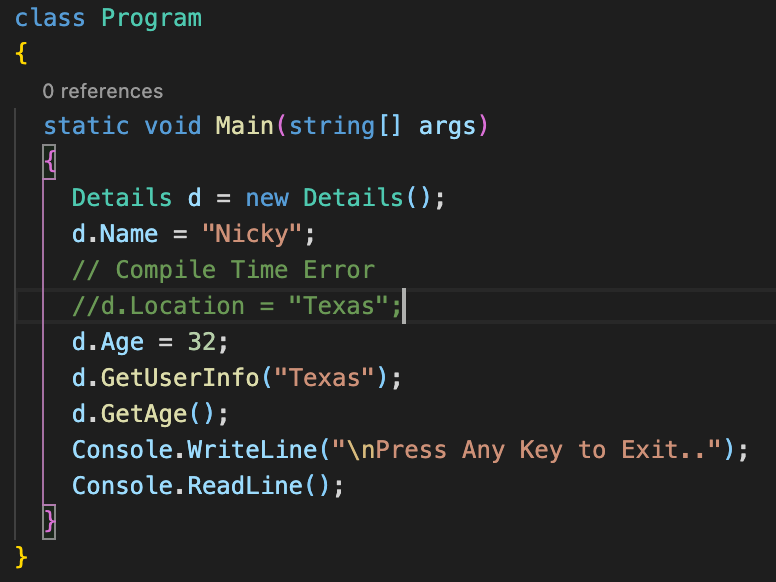 class Program
{
0 references
static void Main(string[] args)
{
Details d = new Details();
d.Name = "Nicky";
// Compile Time Error
//d.Location = "Texas";
d.Age = 32;
d.GetUserInfo("Texas");
d.GetAge();
Console.WriteLine("\nPress Any Key to Exit..");
Console.ReadLine();
}
}